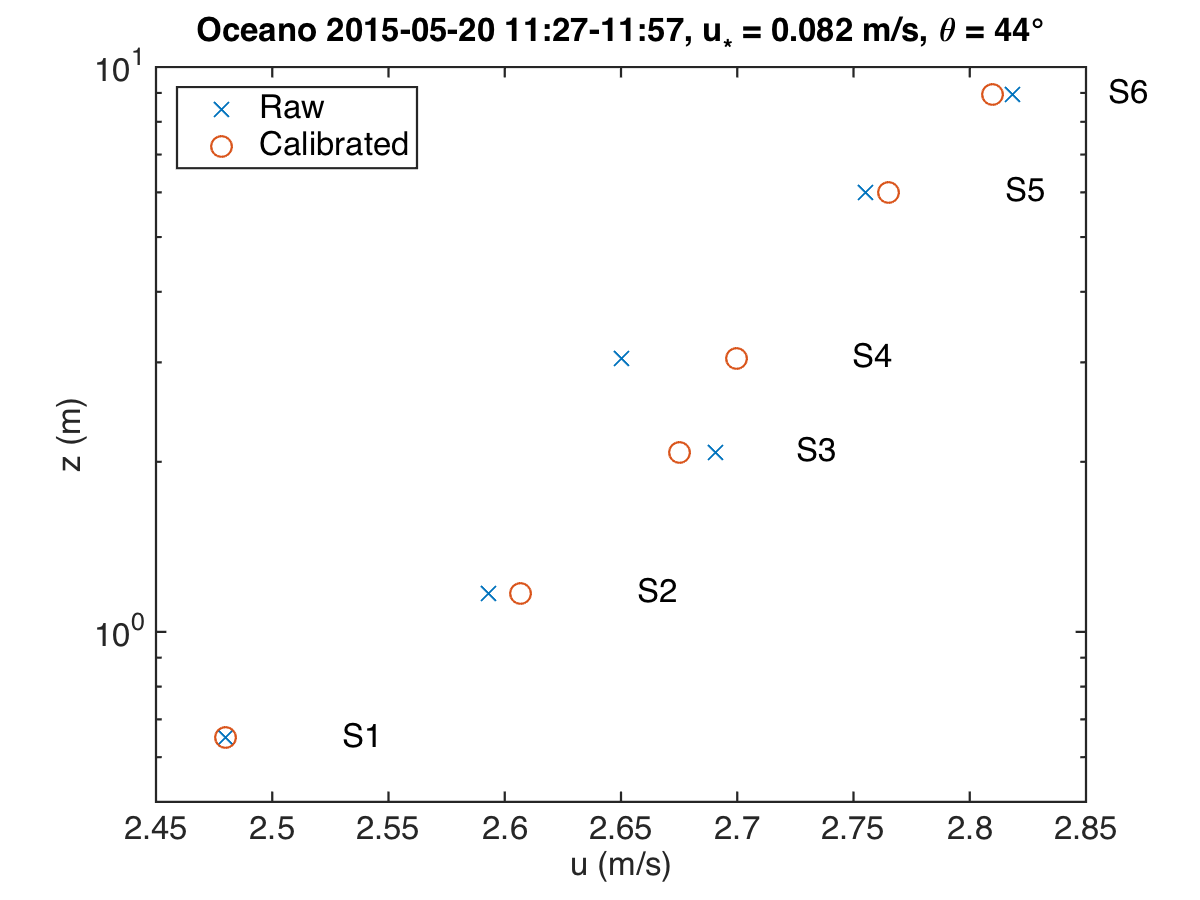 Oceano 2015-05-20 11:27-11:57, u* = 0.082 m/s, θ = 44°
10^1
Raw
Calibrated
S6
S5
S4
S3
z (m)
S2
10^0
S1
2.45 2.5 2.55 2.6 2.65 2.7 2.75 2.8 2.85
u (m/s)